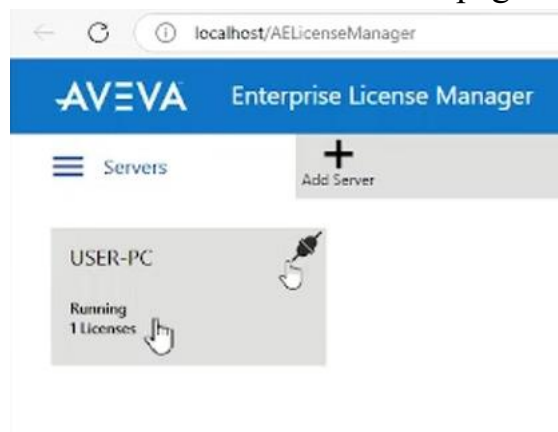 localhost/AELicenseManager
AVEVA Enterprise License Manager
Servers
Add Server
USER-PC
Running
1 Licenses